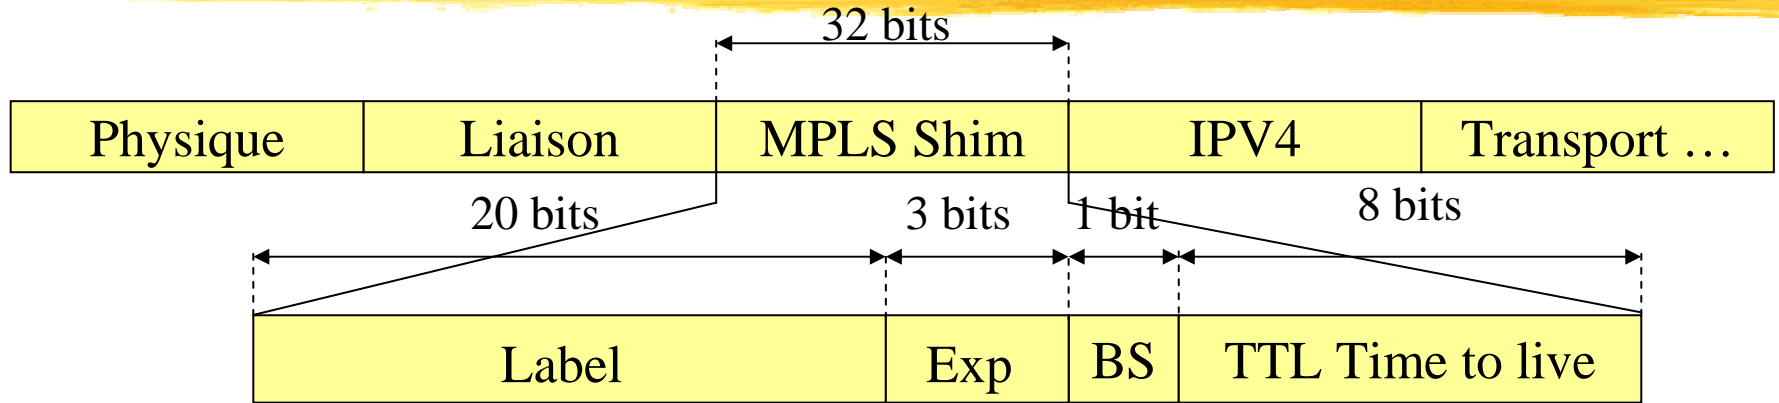 32 bits
Physique Liaison MPLS Shim IPV4 Transport …
20 bits 3 bits 1 bit 8 bits
Label Exp BS TTL Time to live